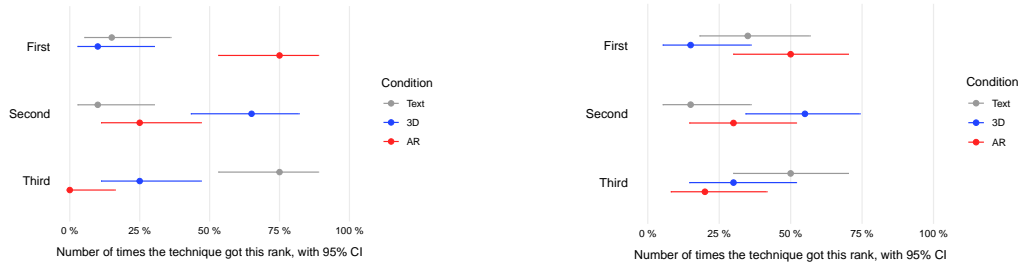 First
Second
Third
0 %
25 %
50 %
75 %
100 %
Number of times the technique got this rank, with 95% CI
Condition
Text
3D
AR
First
Second
Third
0 %
25 %
50 %
75 %
100 %
Number of times the technique got this rank, with 95% CI
Condition
Text
3D
AR